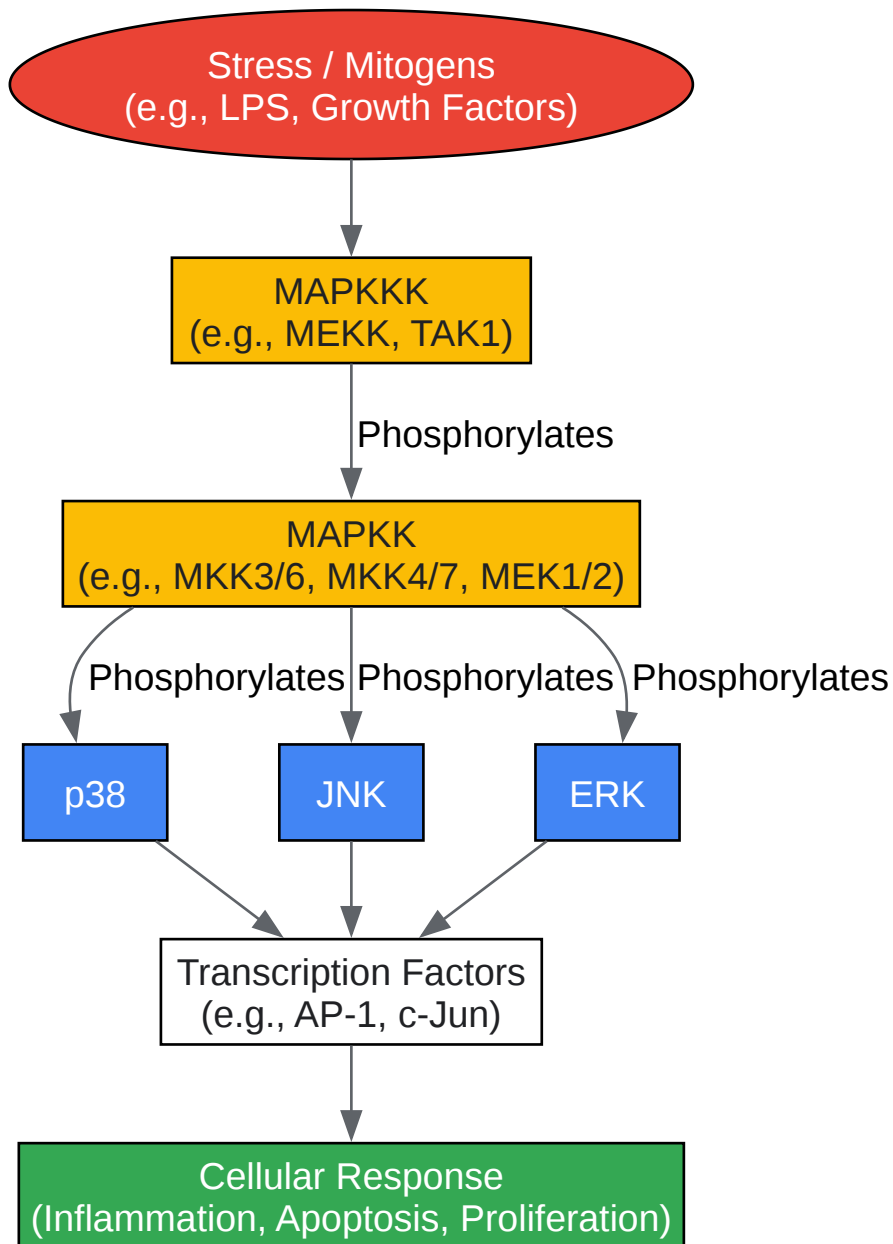 Stress / Mitogens
(e.g., LPS, Growth Factors)
MAPKKK
(e.g., MEKK, TAK1)
Phosphorylates
MAPKK
(e.g., MKK3/6, MKK4/7, MEK1/2)
Phosphorylates
Phosphorylates
Phosphorylates
p38
JNK
ERK
Transcription Factors
(e.g., AP-1, c-Jun)
Cellular Response
(Inflammation, Apoptosis, Proliferation)